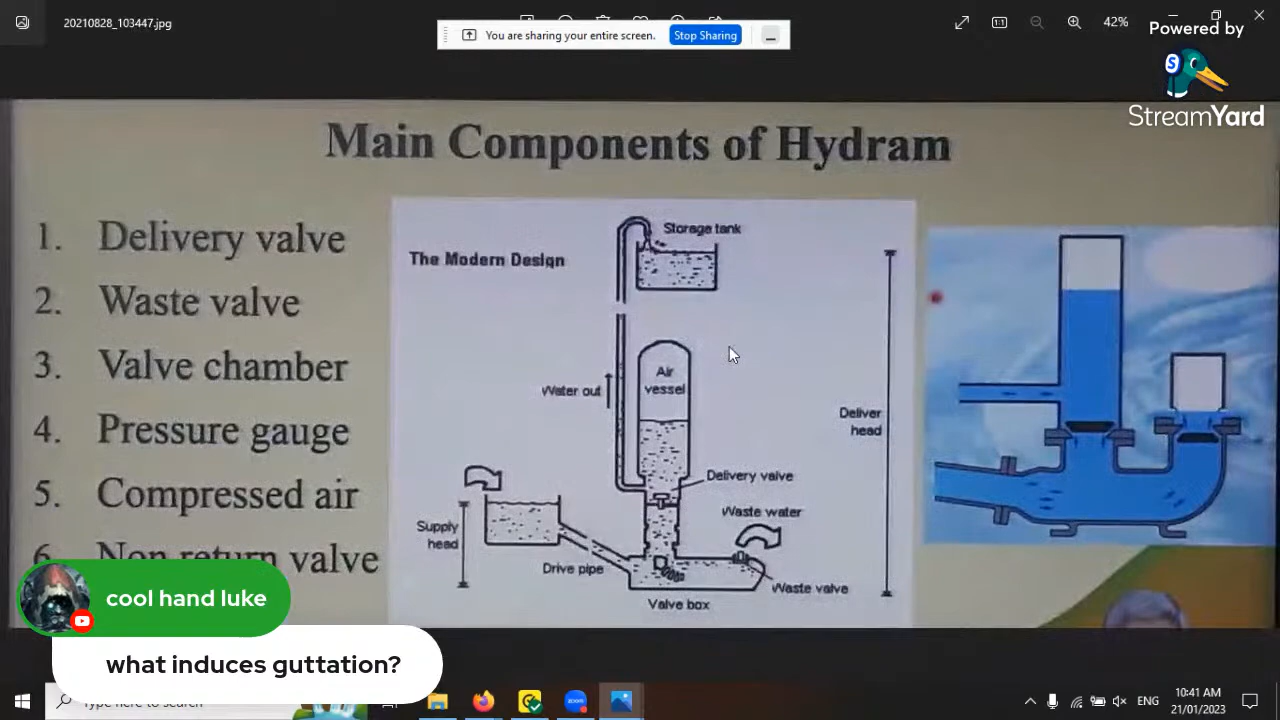 20210828_103447.jpg
You are sharing your entire screen.
Stop Sharing
42%
Powered by
S
StreamYard
Main Components of Hydram
1. Delivery valve
2. Waste valve
3. Valve chamber
4. Pressure gauge
5. Compressed air
6. Non return valve
The Modern Design
Storage tank
Air
vessel
Water out
Deliver
head
Delivery valve
Waste water
Supply
head
Drive pipe
Waste valve
Valve box
cool hand luke
what induces guttation?
Type here to search
zoom
ENG
10:41 AM
21/01/2023